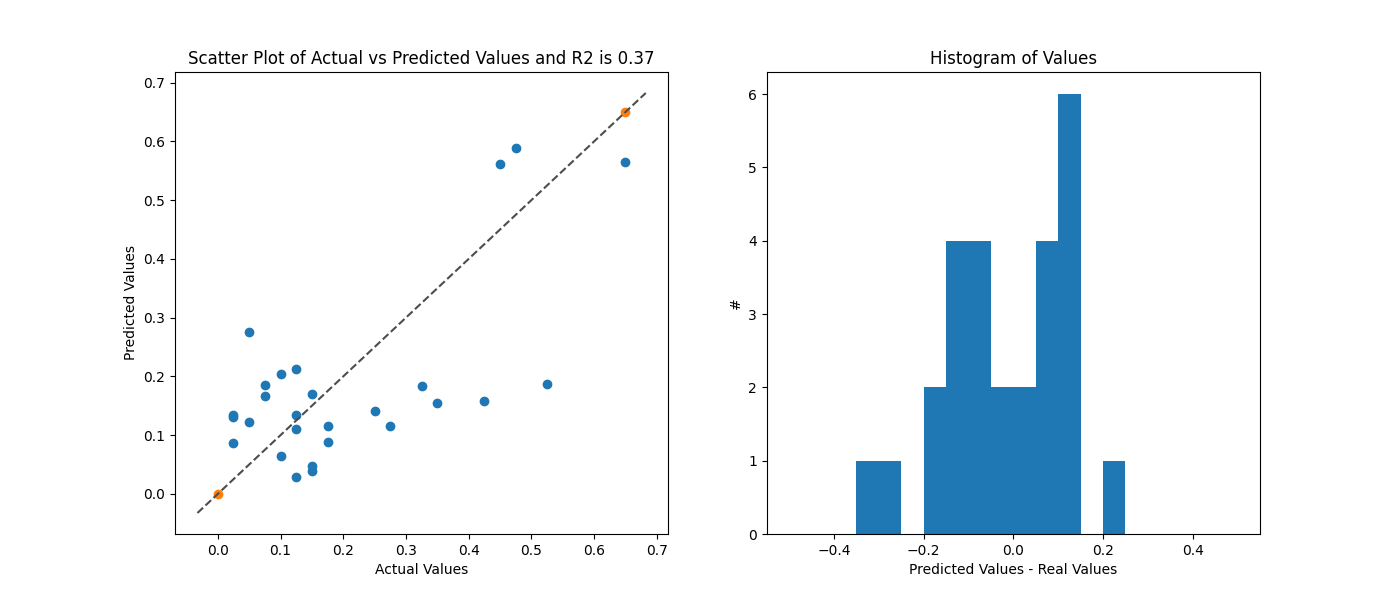 Scatter Plot of Actual vs Predicted Values and R2 is 0.37
0.7
0.6
0.5
0.4
0.3
0.2
0.1
0.0
Predicted Values
0.0 0.1 0.2 0.3 0.4 0.5 0.6 0.7
Actual Values
Histogram of Values
6
5
4
3
2
1
0
#
−0.4 −0.2 0.0 0.2 0.4
Predicted Values - Real Values